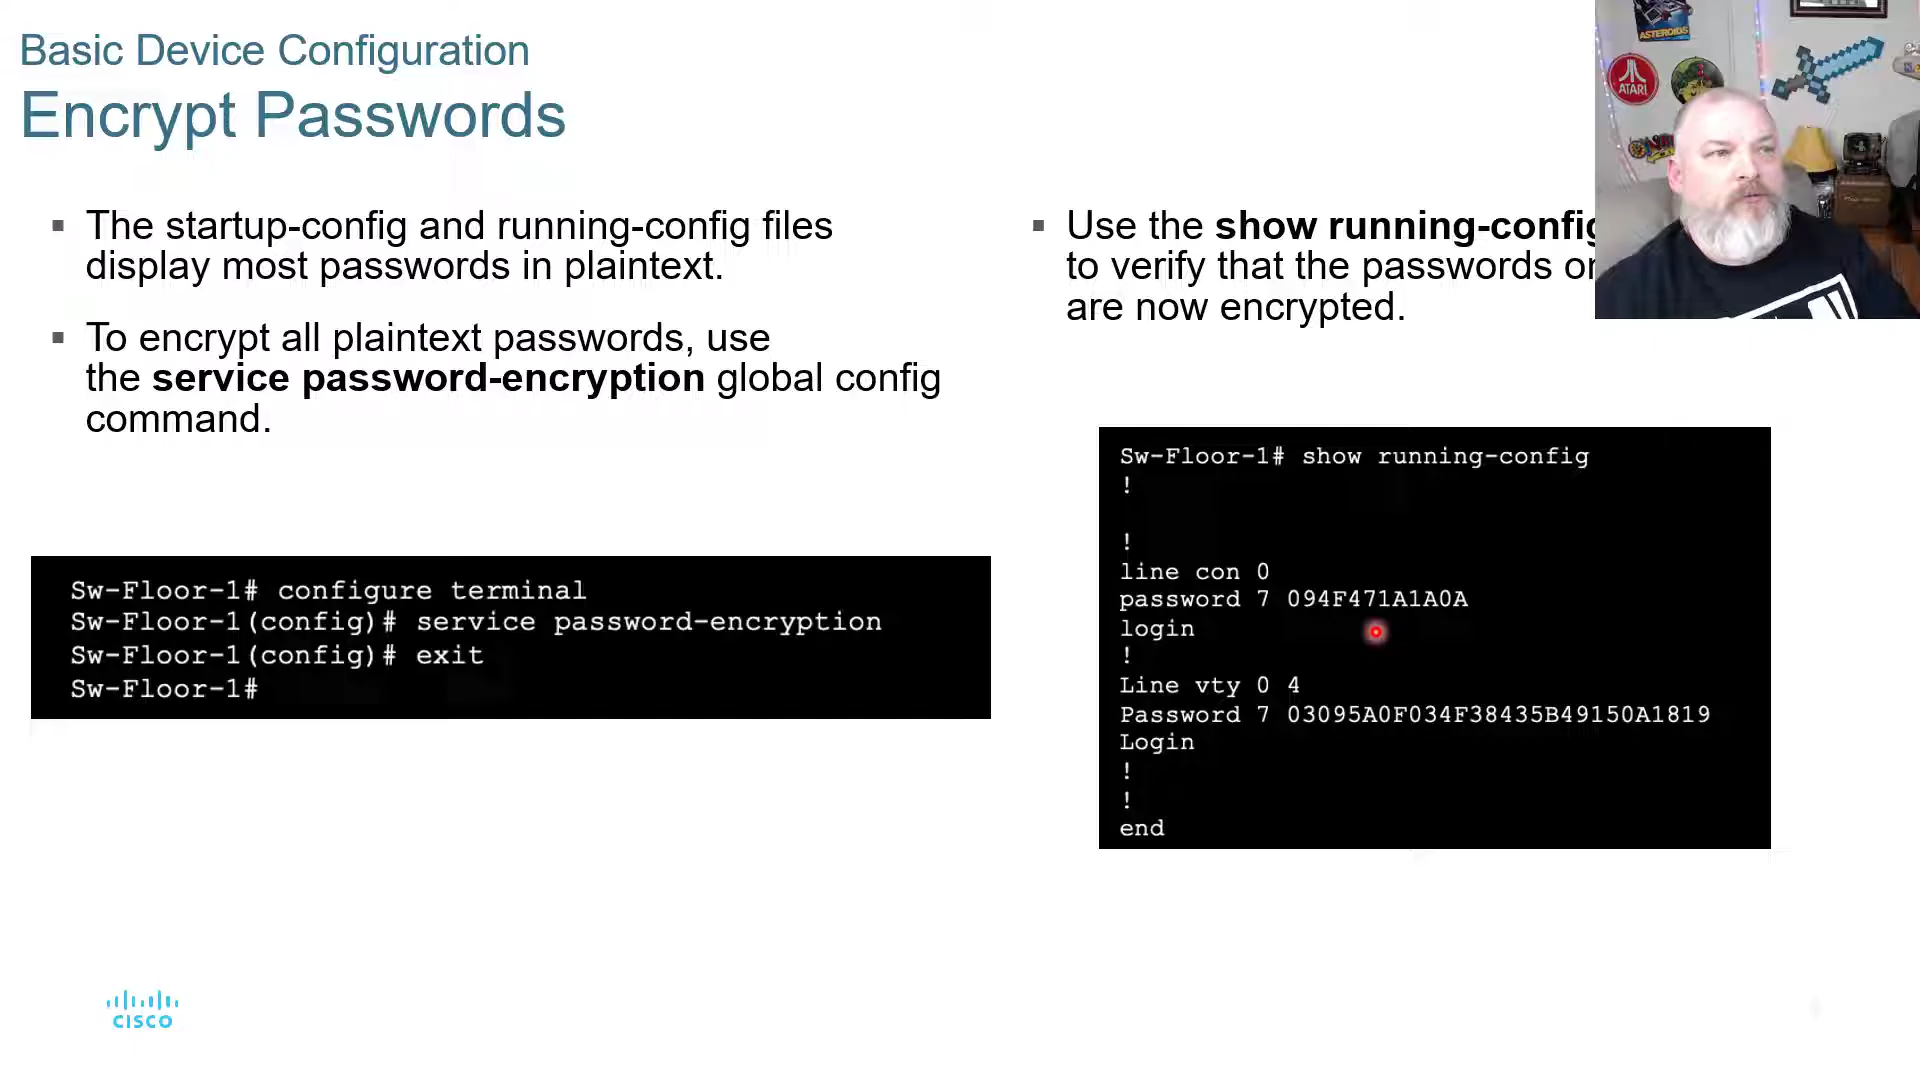 Basic Device Configuration
Encrypt Passwords
▪ The startup-config and running-config files
display most passwords in plaintext.
▪ To encrypt all plaintext passwords, use
the service password-encryption global config
command.
Sw-Floor-1# configure terminal
Sw-Floor-1(config)# service password-encryption
Sw-Floor-1(config)# exit
Sw-Floor-1#
▪ Use the show running-config
to verify that the passwords on
are now encrypted.
Sw-Floor-1# show running-config
!
!
line con 0
password 7 094F471A1A0A
login
!
Line vty 0 4
Password 7 03095A0F034F38435B49150A1819
Login
!
!
end
CISCO
ASTEROIDS
ATARI